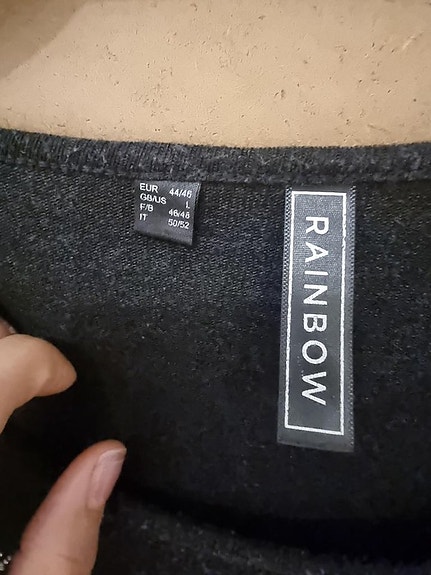 EUR 44/46
GB/US L
F/B 46/48
IT 50/52
RAINBOW